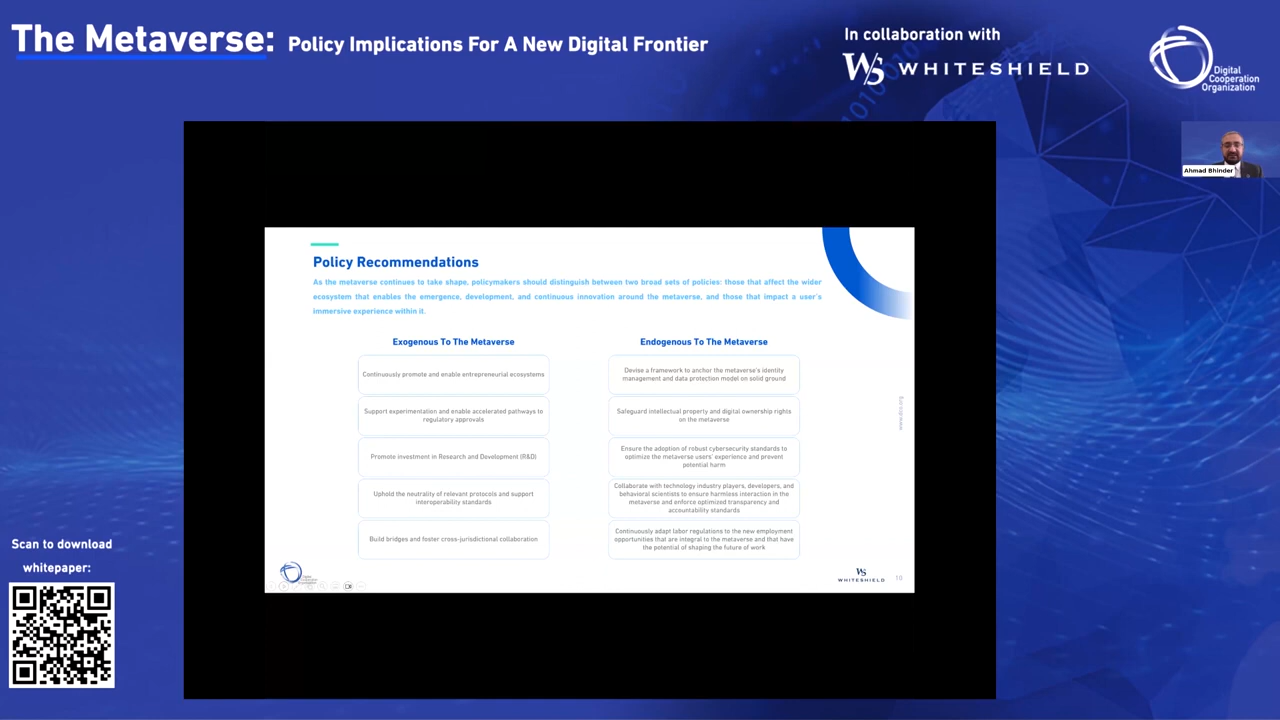 The Metaverse: Policy Implications For A New Digital Frontier
In collaboration with
WS WHITESHIELD
Digital
Cooperation
Organization
Ahmad Bhinder
Policy Recommendations
As the metaverse continues to take shape, policymakers should distinguish between two broad sets of policies: those that affect the wider
ecosystem that enables the emergence, development, and continuous innovation around the metaverse, and those that impact a user's
immersive experience within it.
Exogenous To The Metaverse
Continuously promote and enable entrepreneurial ecosystems
Support experimentation and enable accelerated pathways to
regulatory approvals
Promote investment in Research and Development (R&D)
Uphold the neutrality of relevant protocols and support
interoperability standards
Build bridges and foster cross-jurisdictional collaboration
Endogenous To The Metaverse
Devise a framework to anchor the metaverse's identity
management and data protection model on solid ground
Safeguard intellectual property and digital ownership rights
on the metaverse
Ensure the adoption of robust cybersecurity standards to
optimize the metaverse users' experience and prevent
potential harm
Collaborate with technology industry players, developers, and
behavioral scientists to ensure harmless interaction in the
metaverse and enforce optimized transparency and
accountability standards
Continuously adapt labor regulations to the new employment
opportunities that are integral to the metaverse and that have
the potential of shaping the future of work
www.dco.org
WS
WHITESHIELD
18
Scan to download
whitepaper: